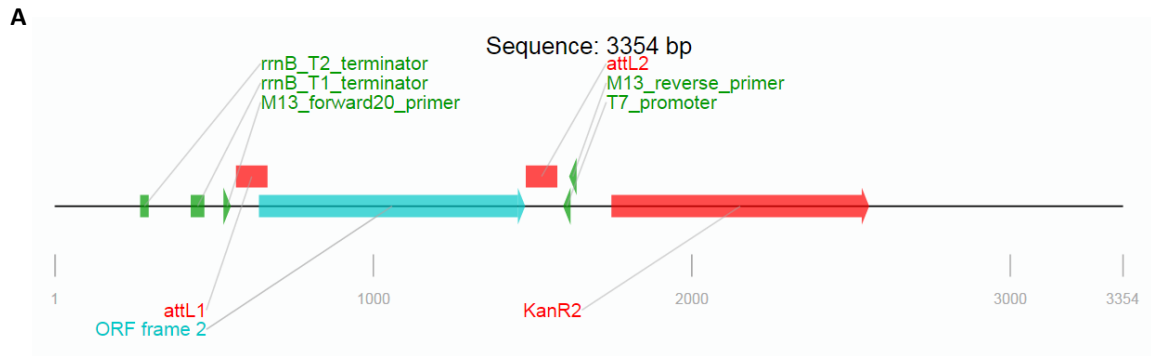 A
Sequence: 3354 bp
rrnB_T2_terminator
attL2
rrnB_T1_terminator
M13_reverse_primer
M13_forward20_primer
T7_promoter
1
1000
2000
3000
3354
attL1
KanR2
ORF frame 2